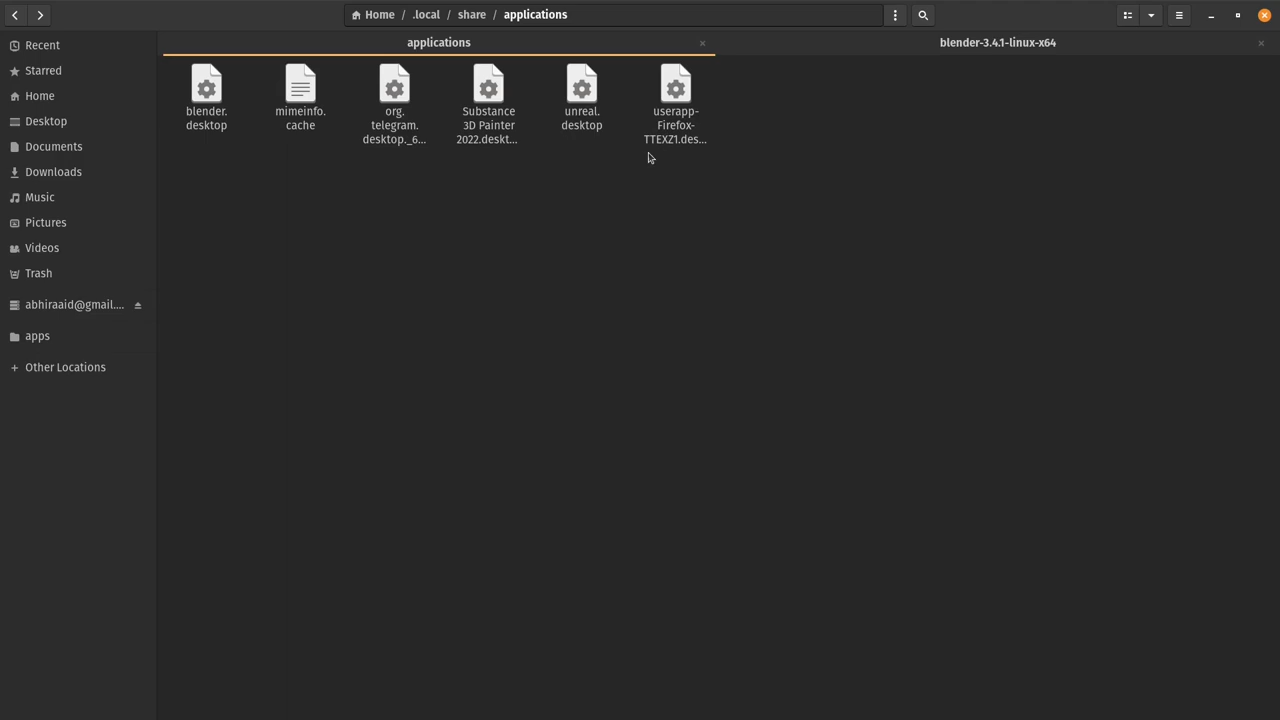 Home / .local / share / applications
Recent
Starred
Home
Desktop
Documents
Downloads
Music
Pictures
Videos
Trash
abhiraaid@gmail....
apps
+ Other Locations
applications
blender-3.4.1-linux-x64
blender.
desktop
mimeinfo.
cache
org.
telegram.
desktop._6...
Substance
3D Painter
2022.deskt...
unreal.
desktop
userapp-
Firefox-
TTEXZ1.des...